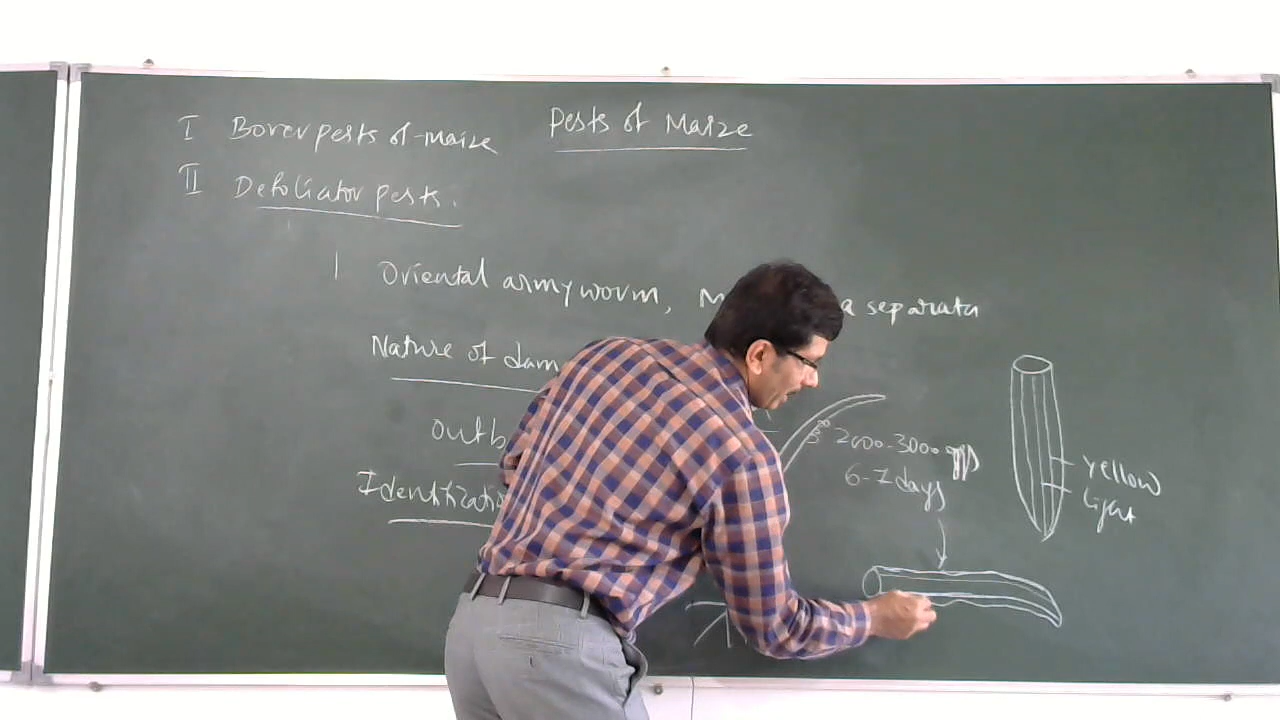 Pests of Maize
I Borer pests of maize
II Defoliator pests.
1 Oriental armyworm, M a separata
Nature of dam
outb
2000-3000 eggs
6-7 days
yellow
light
Identificatio